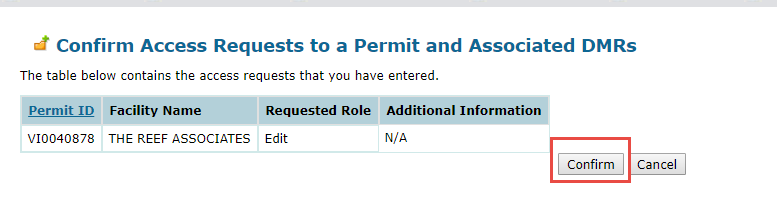 Confirm Access Requests to a Permit and Associated DMRs
The table below contains the access requests that you have entered.
Permit ID Facility Name Requested Role Additional Information
VI0040878 THE REEF ASSOCIATES Edit N/A
Confirm Cancel